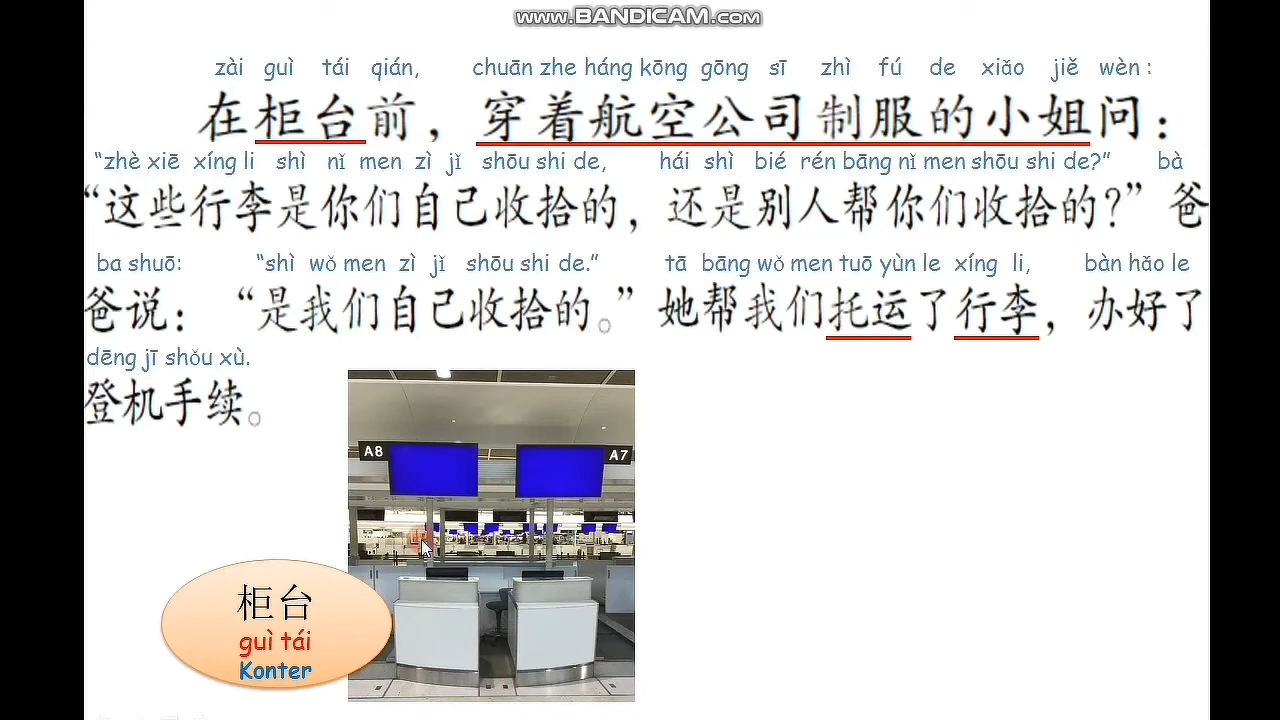 WWW.BANDICAM.COM
zài guì tái qián, chuān zhe háng kōng gōng sī zhì fú de xiǎo jiě wèn :
在柜台前，穿着航空公司制服的小姐问：
“zhè xiē xíng li shì nǐ men zì jǐ shōu shi de, hái shì bié rén bāng nǐ men shōu shi de?” bà
“这些行李是你们自己收拾的，还是别人帮你们收拾的?”爸
ba shuō: “shì wǒ men zì jǐ shōu shi de.” tā bāng wǒ men tuō yùn le xíng li, bàn hǎo le
爸说：“是我们自己收拾的。”她帮我们托运了行李，办好了
dēng jī shǒu xù.
登机手续。
A8
A7
柜台
guì tái
Konter